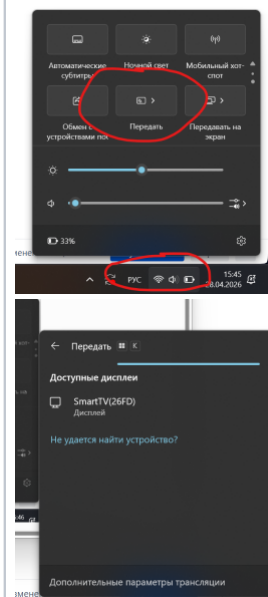 Автоматические
субтитры
Ночной свет
Мобильный хот-
спот
Обмен с
устройствами пок
Передать
Передавать на
экран
33%
РУС
15:45
28.04.2026
Передать K
Доступные дисплеи
SmartTV(26FD)
Дисплей
Не удается найти устройство?
Дополнительные параметры трансляции